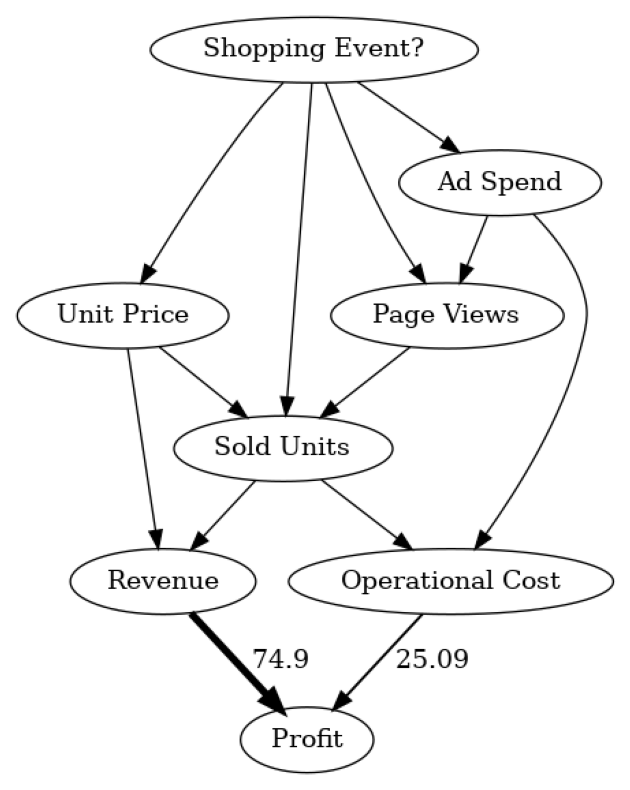 Shopping Event?
Ad Spend
Unit Price
Page Views
Sold Units
Revenue
Operational Cost
74.9
25.09
Profit